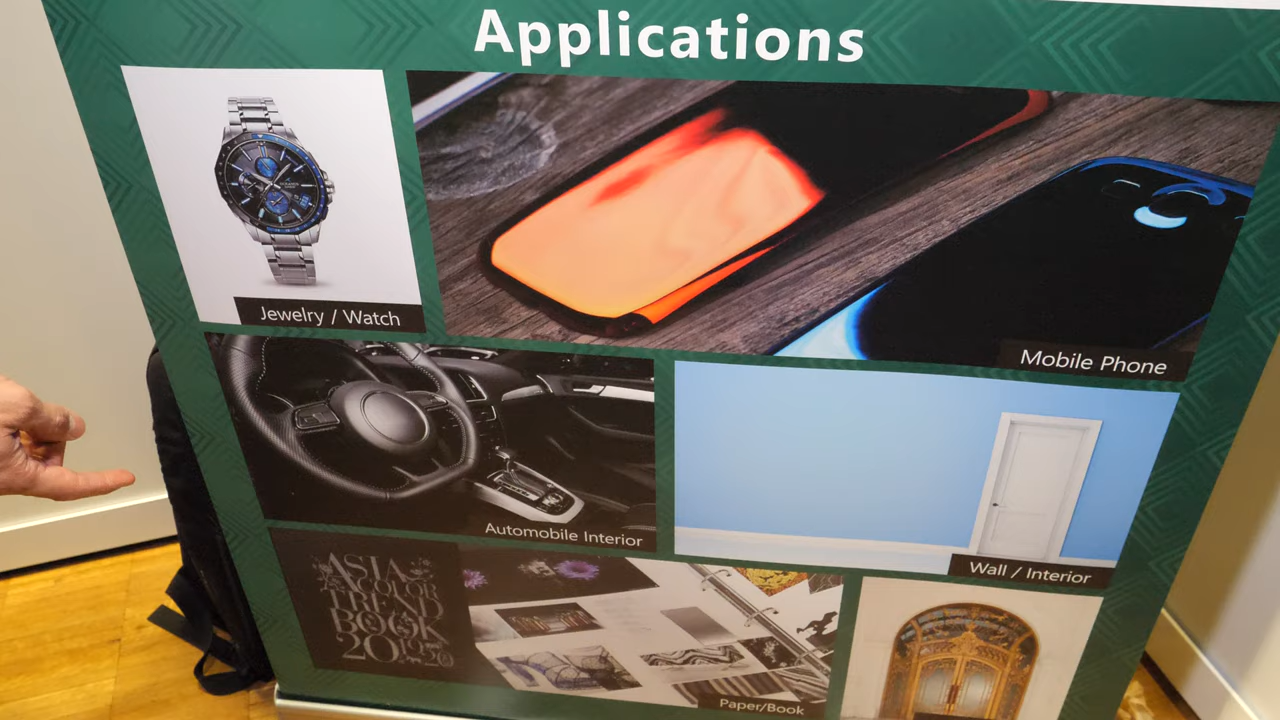 Applications
Jewelry / Watch
Mobile Phone
Automobile Interior
Wall / Interior
ASIA
COLOR
TREND
BOOK
Paper/Book